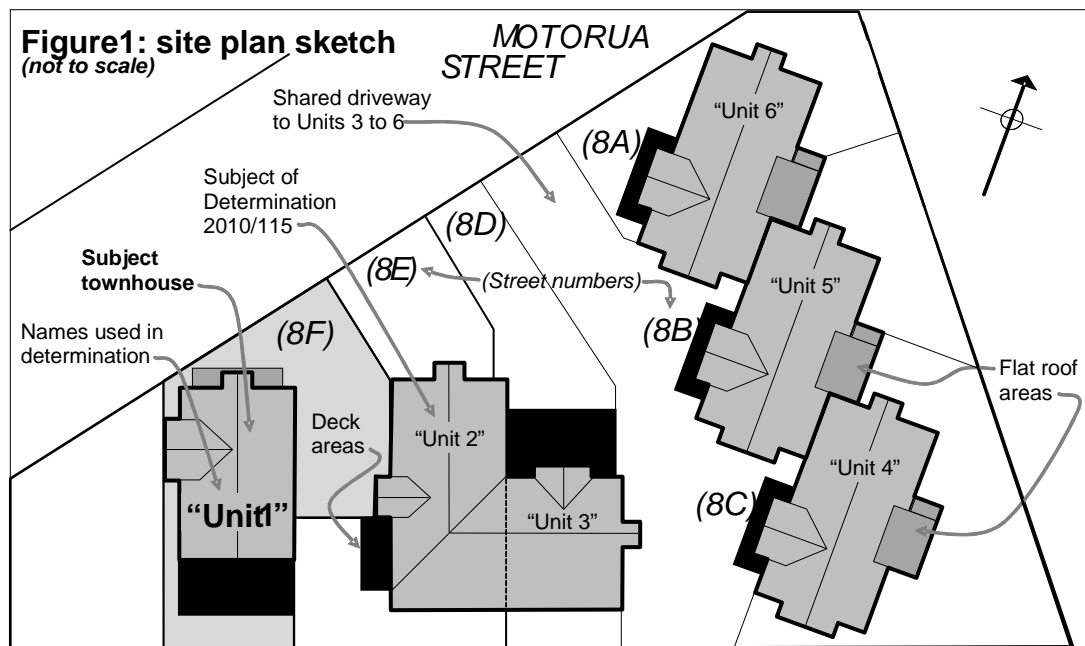 Figure1: site plan sketch
(not to scale)
MOTORUA
STREET
Shared driveway
to Units 3 to 6
Subject of
Determination
2010/115
Subject
townhouse
Names used in
determination
(8A)
"Unit 6"
(8D)
(8E)
(Street numbers)
(8B)
"Unit 5"
(8F)
Flat roof
areas
Deck
areas
"Unit 2"
"Unit 4"
"Unit1"
"Unit 3"
(8C)